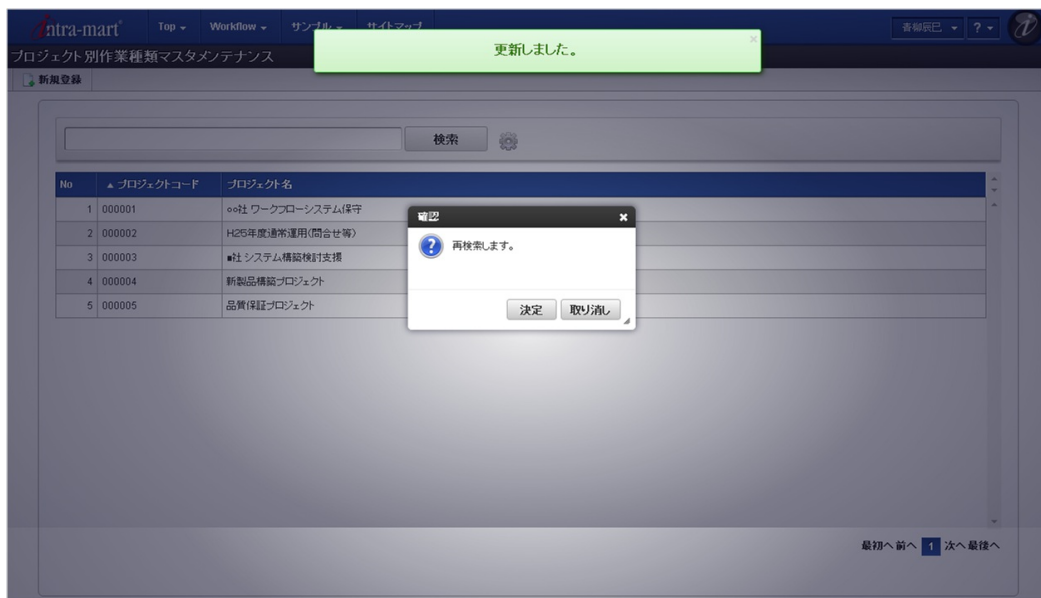 intra-mart®
Top Workflow サンプル サイトマップ
青柳辰巳 ?
更新しました。
×
プロジェクト別作業種類マスタメンテナンス
新規登録
検索
No ▲ プロジェクトコード プロジェクト名
1 000001 ○○社 ワークフローシステム保守
2 000002 H25年度通常運用(問合せ等)
3 000003 ■社 システム構築検討支援
4 000004 新製品構築プロジェクト
5 000005 品質保証プロジェクト
確認
再検索します。
決定 取り消し
最初へ 前へ 1 次へ 最後へ